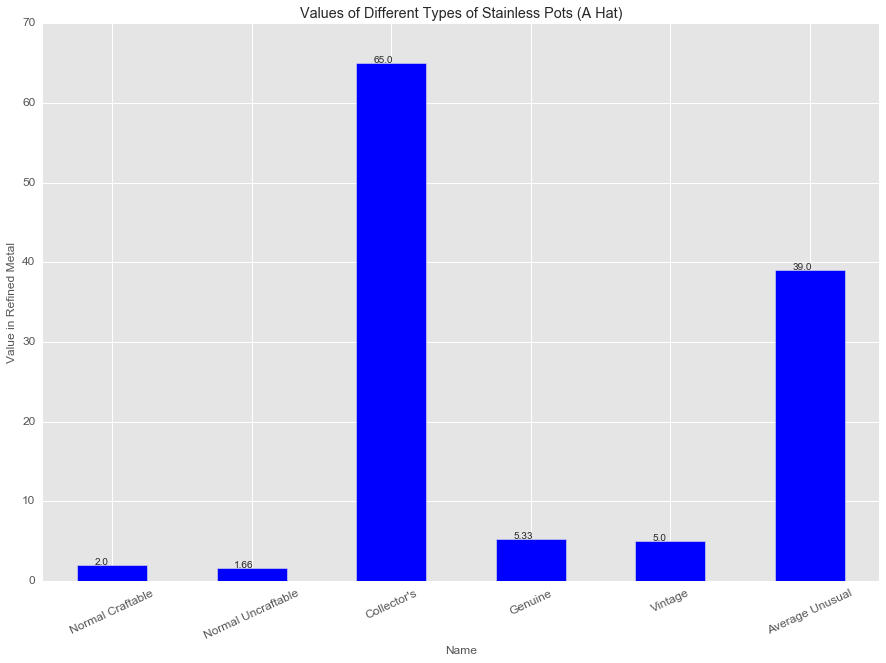 Values of Different Types of Stainless Pots (A Hat)
Value in Refined Metal
70
60
50
40
30
20
10
0
2.0
1.66
65.0
5.33
5.0
39.0
Normal Craftable
Normal Uncraftable
Collector's
Genuine
Vintage
Average Unusual
Name